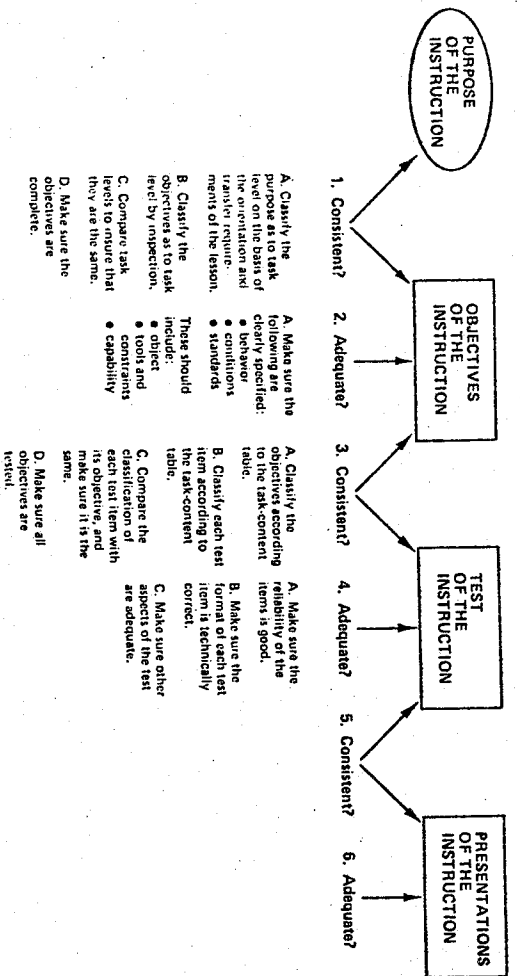 PURPOSE
OF THE
INSTRUCTION
OBJECTIVES
OF THE
INSTRUCTION
TEST
OF THE
INSTRUCTION
PRESENTATIONS
OF THE
INSTRUCTION
1. Consistent?
2. Adequate?
3. Consistent?
4. Adequate?
5. Consistent?
6. Adequate?
A. Classify the
purpose as to task
level on the basis of
the orientation and
transfer require-
ments of the lesson.
B. Classify the
objectives as to task
level by inspection.
C. Compare task
levels to insure that
they are the same.
D. Make sure the
objectives are
complete.
A. Make sure the
following are
clearly specified:
• behavior
• conditions
• standards
These should
include:
• object
• tools and
constraints
• capability
A. Classify the
objectives according
to the task-content
table.
B. Classify each test
item according to
the task-content
table.
C. Compare the
classification of
each test item with
its objective, and
make sure it is the
same.
D. Make sure all
objectives are
tested.
A. Make sure the
reliability of the
items is good.
B. Make sure the
format of each test
item is technically
correct.
C. Make sure other
aspects of the test
are adequate.